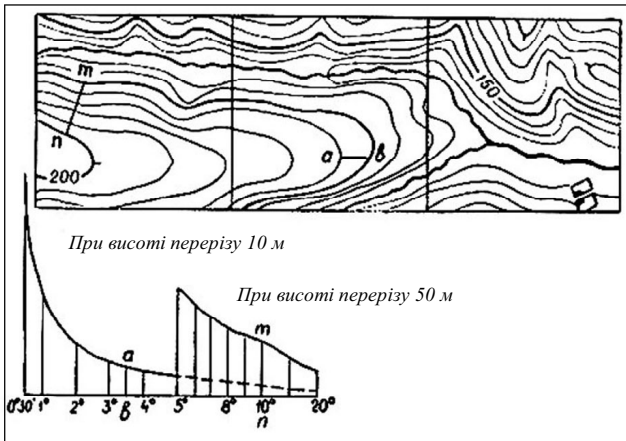 m
n
200
a
в
150
При висоті перерізу 10 м
При висоті перерізу 50 м
a
m
0°30' 1° 2° 3° 4° 5° 8° 10° 20°
в
n